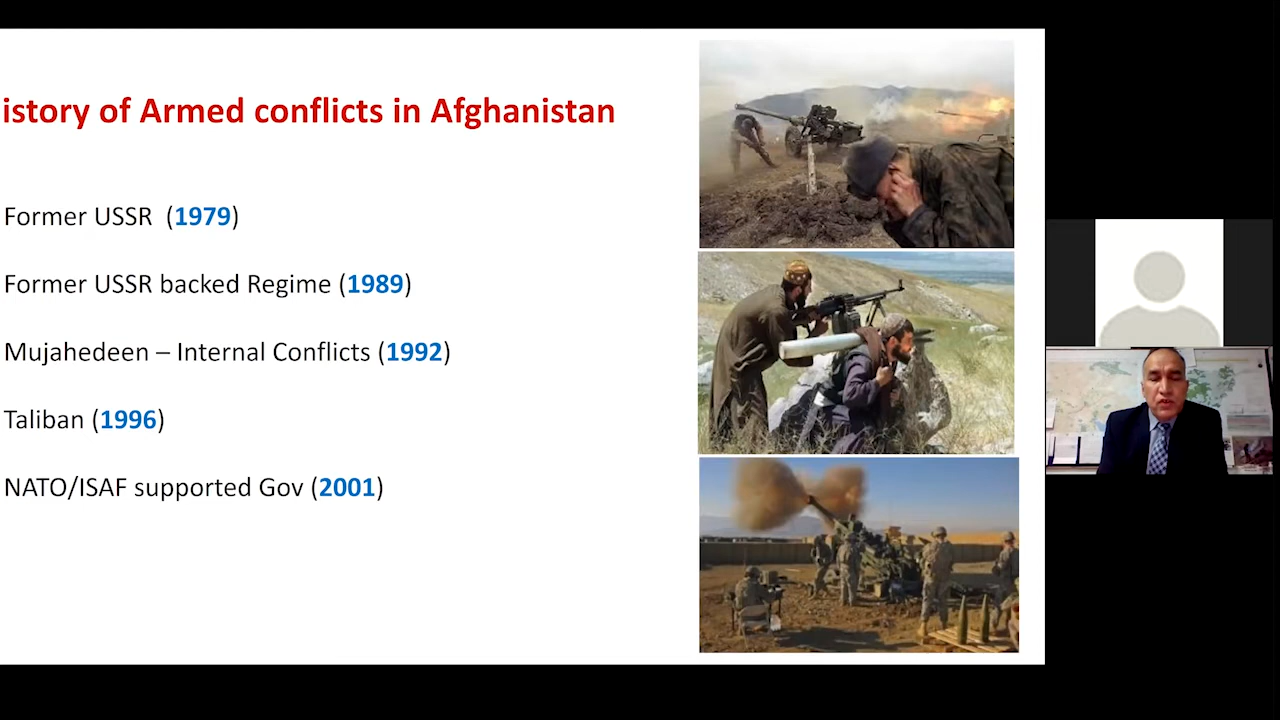 istory of Armed conflicts in Afghanistan
Former USSR (1979)
Former USSR backed Regime (1989)
Mujahedeen – Internal Conflicts (1992)
Taliban (1996)
NATO/ISAF supported Gov (2001)